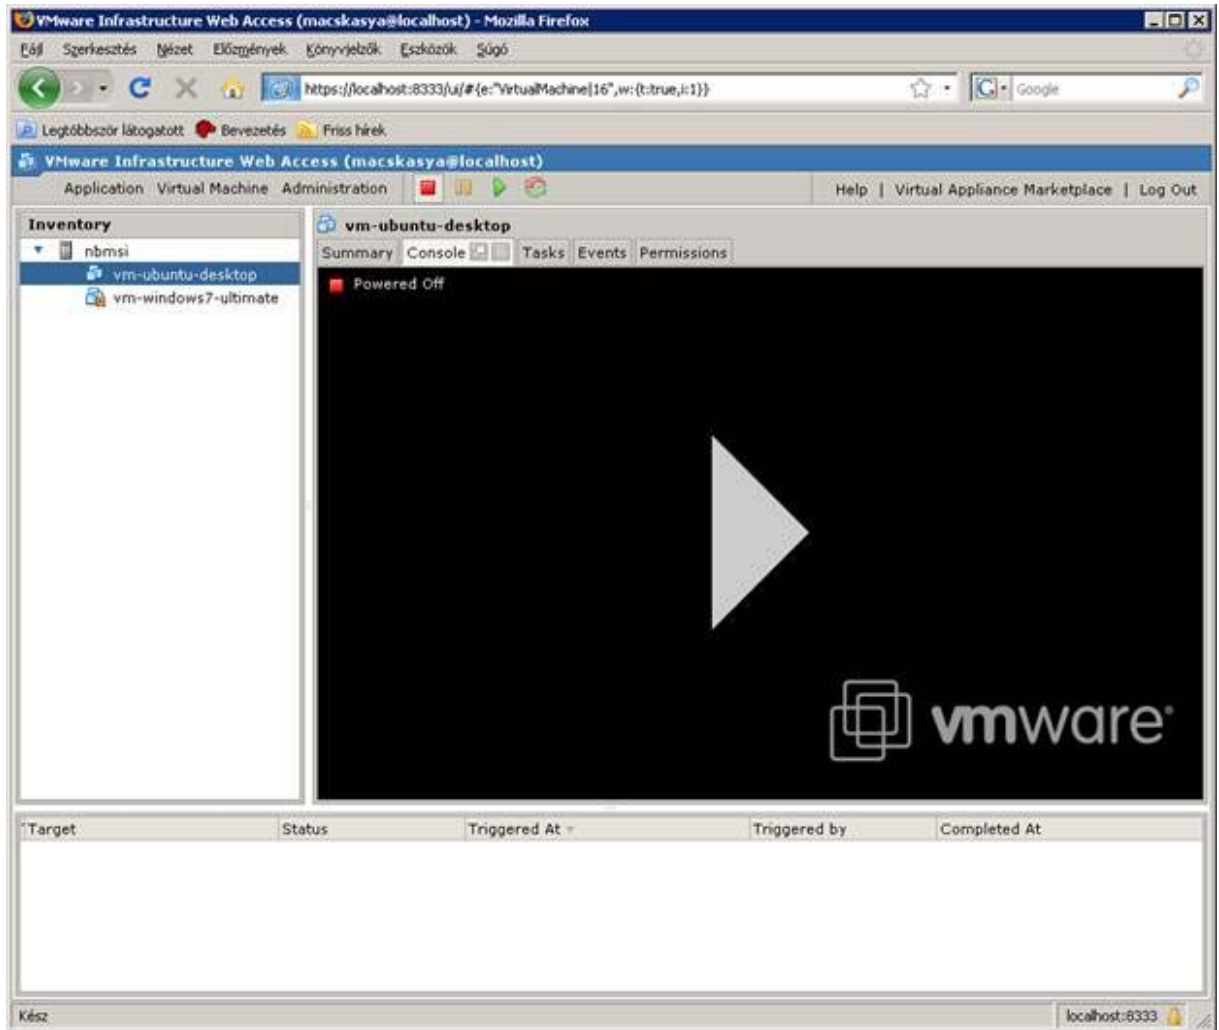 VMware Infrastructure Web Access (macskasya@localhost) - Mozilla Firefox
Fájl Szerkesztés Nézet Előzmények Könyvjelzők Eszközök Súgó
https://localhost:8333/ui/#{e:"VirtualMachine|16",w:{t:true,i:1}} Google
Legtöbbször látogatott Bevezetés Friss hírek
VMware Infrastructure Web Access (macskasya@localhost)
Application Virtual Machine Administration Help | Virtual Appliance Marketplace | Log Out
Inventory
nbmsi
vm-ubuntu-desktop
vm-windows7-ultimate
vm-ubuntu-desktop
Summary Console Tasks Events Permissions
Powered Off
vmware
Target Status Triggered At Triggered by Completed At
Kész localhost:8333